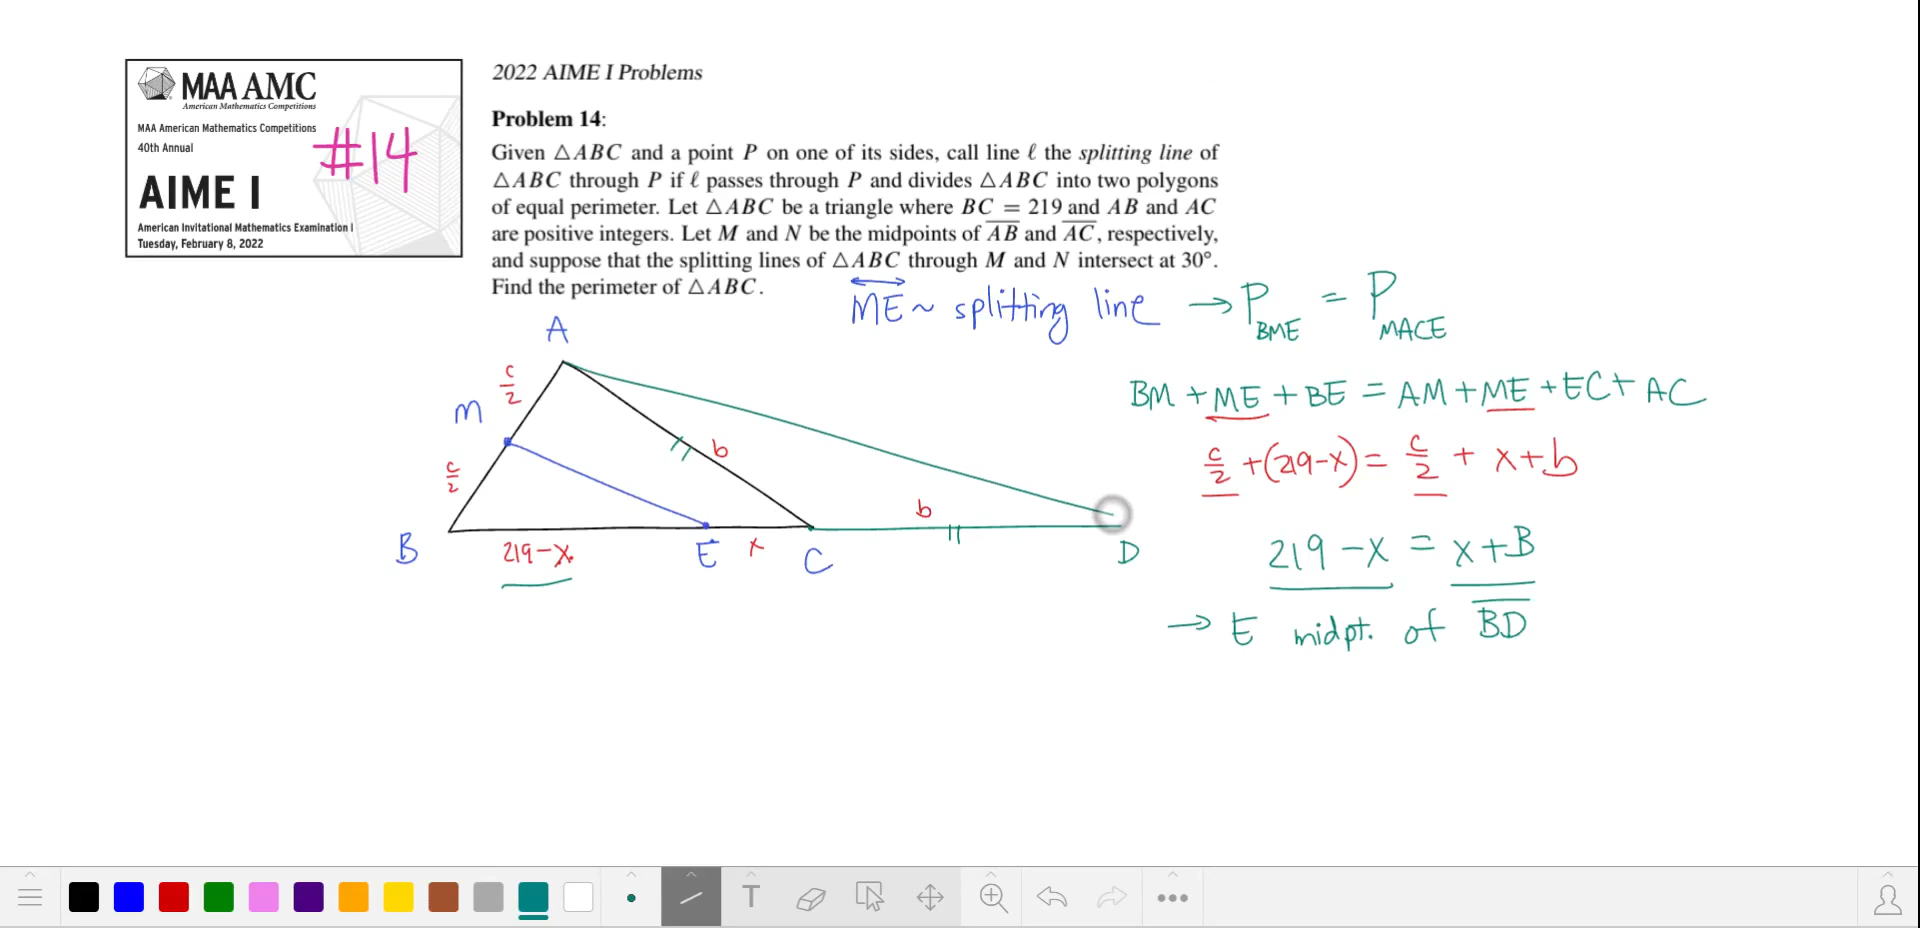 MAA AMC
American Mathematics Competitions
MAA American Mathematics Competitions
40th Annual
#14
AIME I
American Invitational Mathematics Examination I
Tuesday, February 8, 2022
2022 AIME I Problems
Problem 14:
Given △ABC and a point P on one of its sides, call line ℓ the splitting line of
△ABC through P if ℓ passes through P and divides △ABC into two polygons
of equal perimeter. Let △ABC be a triangle where BC = 219 and AB and AC
are positive integers. Let M and N be the midpoints of A̅B̅ and A̅C̅, respectively,
and suppose that the splitting lines of △ABC through M and N intersect at 30°.
Find the perimeter of △ABC.
ME ~ splitting line → P_BME = P_MACE
BM + ME + BE = AM + ME + EC + AC
c/2 + (219-x) = c/2 + x + b
219 - x = x + B
→ E midpt. of B̅D̅
A
c/2
M
b
c/2
b
B
219-x
E
x
C
D
T